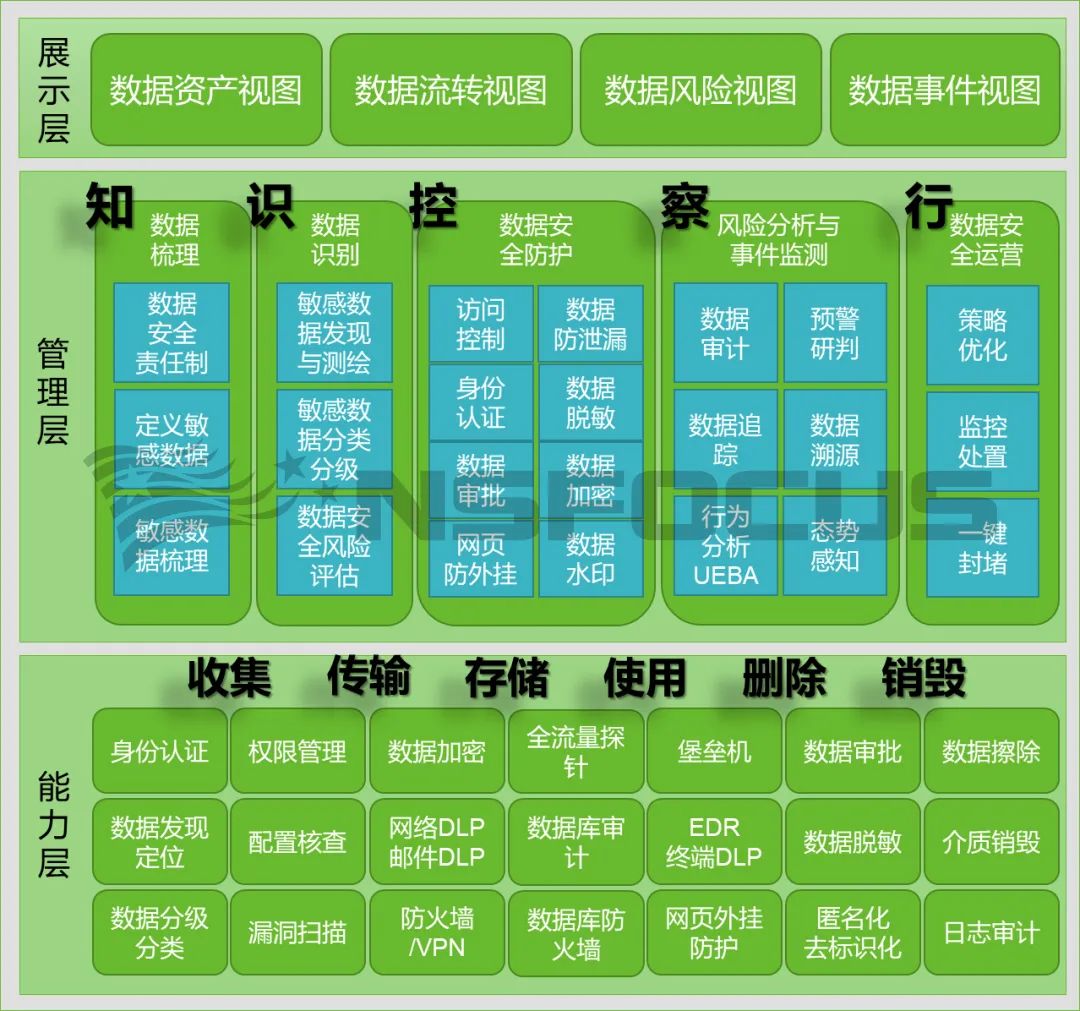 展示层
数据资产视图
数据流转视图
数据风险视图
数据事件视图
管理层
知
数据
梳理
数据
安全
责任制
定义敏
感数据
敏感数
据梳理
识
数据
识别
敏感数
据发现
与测绘
敏感数
据分类
分级
数据安
全风险
评估
控
数据安
全防护
访问
控制
数据
防泄漏
身份
认证
数据
脱敏
数据
审批
数据
加密
网页
防外挂
数据
水印
察
风险分析与
事件监测
数据
审计
预警
研判
数据追
踪
数据
溯源
行为
分析
UEBA
态势
感知
行
数据安
全运营
策略
优化
监控
处置
一键
封堵
NSFOCUS
能力层
收集
传输
存储
使用
删除
销毁
身份认证
权限管理
数据加密
全流量探
针
堡垒机
数据审批
数据擦除
数据发现
定位
配置核查
网络DLP
邮件DLP
数据库审
计
EDR
终端DLP
数据脱敏
介质销毁
数据分级
分类
漏洞扫描
防火墙
/VPN
数据库防
火墙
网页外挂
防护
匿名化
去标识化
日志审计